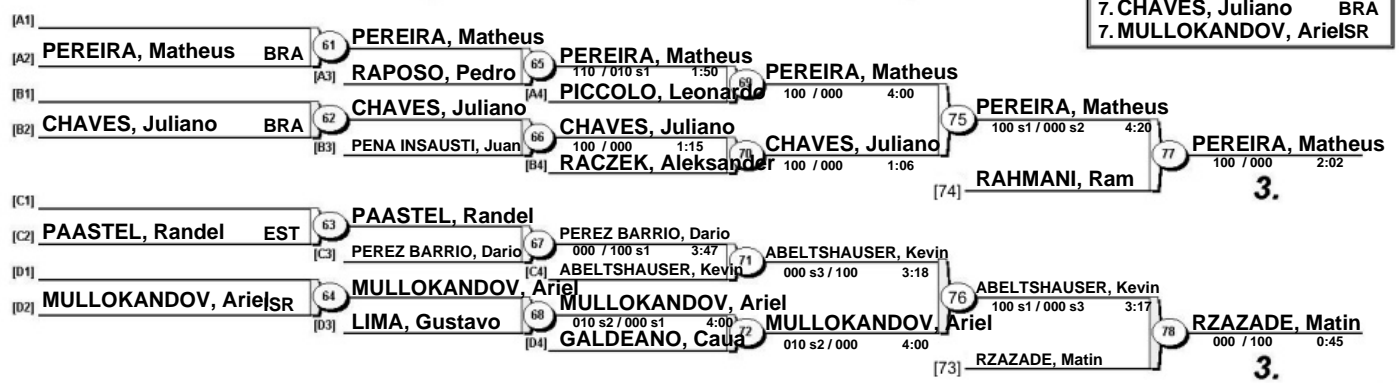 7. CHAVES, Juliano BRA
7. MULLOKANDOV, Ariel SR
[A1]
[A2] PEREIRA, Matheus BRA
61
PEREIRA, Matheus
[A3] RAPOSO, Pedro
65
PEREIRA, Matheus
110 / 010 s1 1:50
[A4] PICCOLO, Leonardo
69
PEREIRA, Matheus
100 / 000 4:00
[B1]
[B2] CHAVES, Juliano BRA
62
CHAVES, Juliano
[B3] PENA INSAUSTI, Juan
66
CHAVES, Juliano
100 / 000 1:15
[B4] RACZEK, Aleksander
70
CHAVES, Juliano
100 / 000 1:06
75
PEREIRA, Matheus
100 s1 / 000 s2 4:20
[74] RAHMANI, Ram
77
PEREIRA, Matheus
100 / 000 2:02
3.
[C1]
[C2] PAASTEL, Randel EST
63
PAASTEL, Randel
[C3] PEREZ BARRIO, Dario
67
PEREZ BARRIO, Dario
000 / 100 s1 3:47
[C4] ABELTSHAUSER, Kevin
71
ABELTSHAUSER, Kevin
000 s3 / 100 3:18
[D1]
[D2] MULLOKANDOV, Ariel SR
64
MULLOKANDOV, Ariel
[D3] LIMA, Gustavo
68
MULLOKANDOV, Ariel
010 s2 / 000 s1 4:00
[D4] GALDEANO, Caua
72
MULLOKANDOV, Ariel
010 s2 / 000 4:00
76
ABELTSHAUSER, Kevin
100 s1 / 000 s3 3:17
[73] RZAZADE, Matin
78
RZAZADE, Matin
000 / 100 0:45
3.